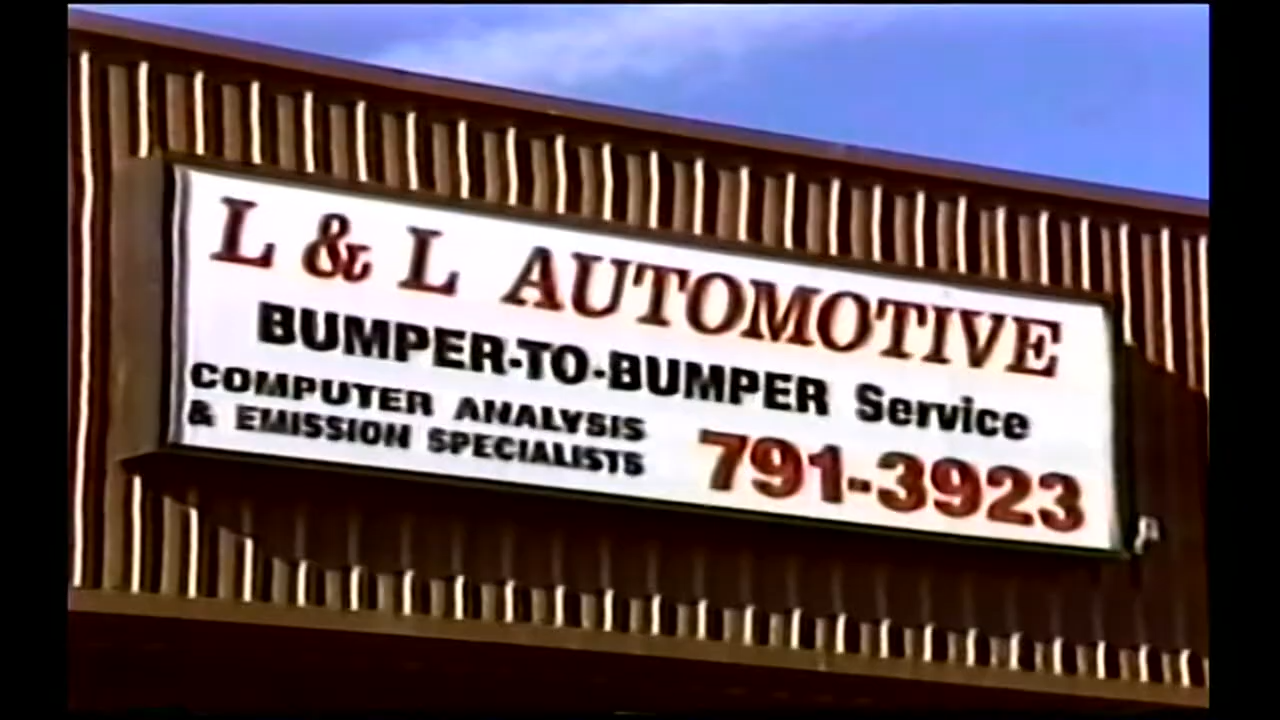 L & L AUTOMOTIVE
BUMPER-TO-BUMPER Service
COMPUTER ANALYSIS
& EMISSION SPECIALISTS
791-3923